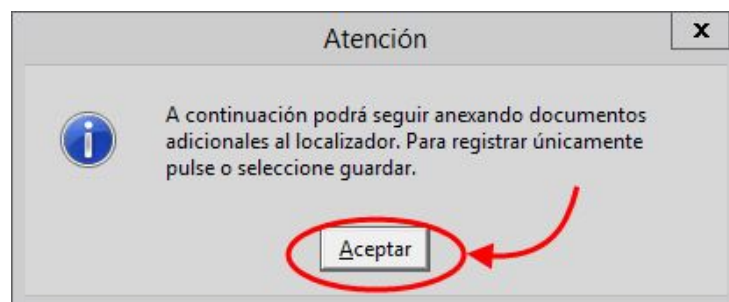 Atención
x
A continuación podrá seguir anexando documentos
adicionales al localizador. Para registrar únicamente
pulse o seleccione guardar.
Aceptar